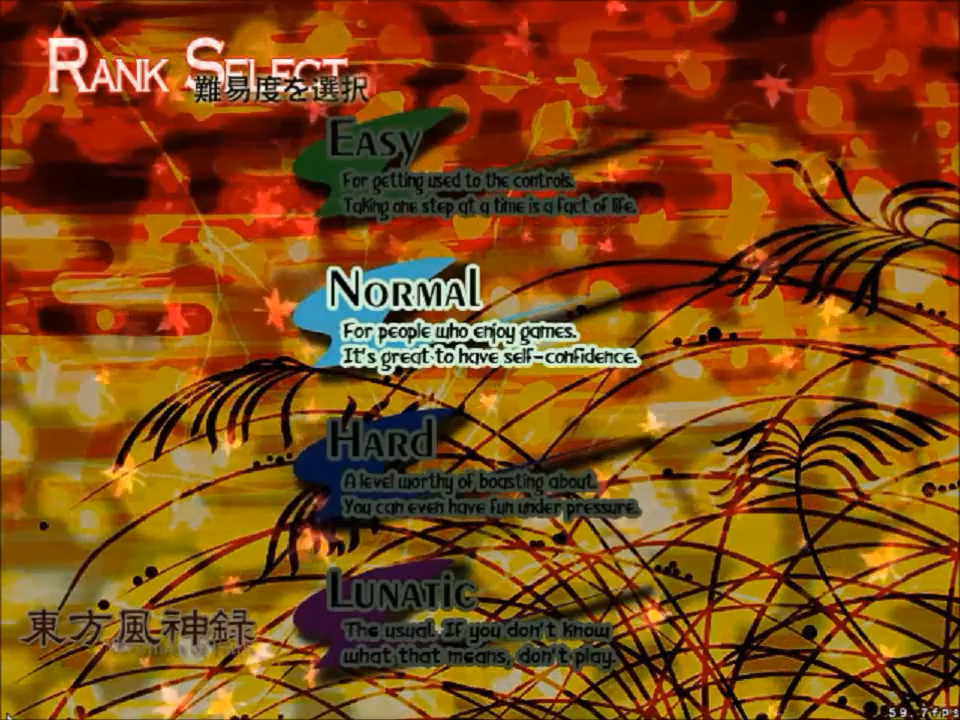 RANK SELECT
難易度を選択
EASY
For getting used to the controls.
Taking one step at a time is a fact of life.
NORMAL
For people who enjoy games.
It's great to have self-confidence.
HARD
A level worthy of boasting about.
You can even have fun under pressure.
LUNATIC
The usual. If you don't know
what that means, don't play.
東方風神録
59.7fps